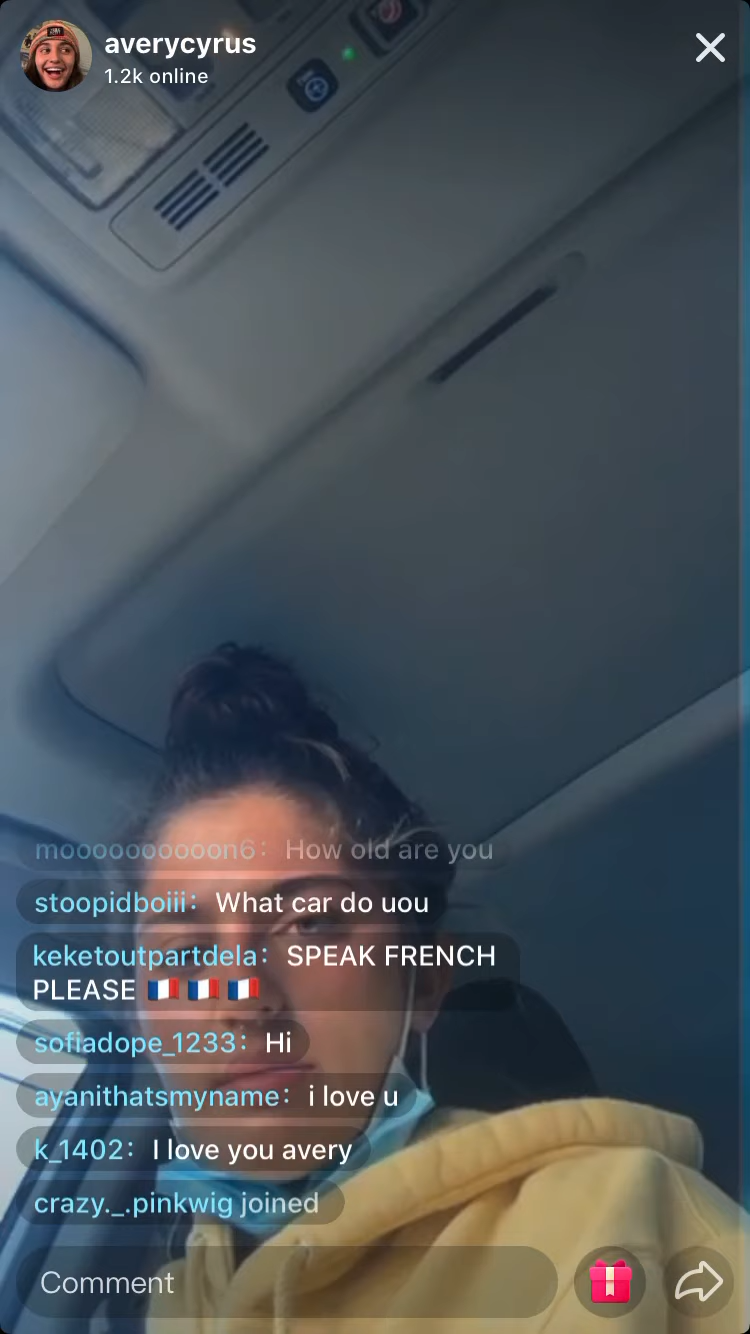 averycyrus
1.2k online
moooooooooon6: How old are you
stoopidboiii: What car do uou
keketoutpartdela: SPEAK FRENCH
PLEASE 🇫🇷 🇫🇷 🇫🇷
sofiadope_1233: Hi
ayanithatsmyname: i love u
k_1402: I love you avery
crazy._.pinkwig joined
Comment